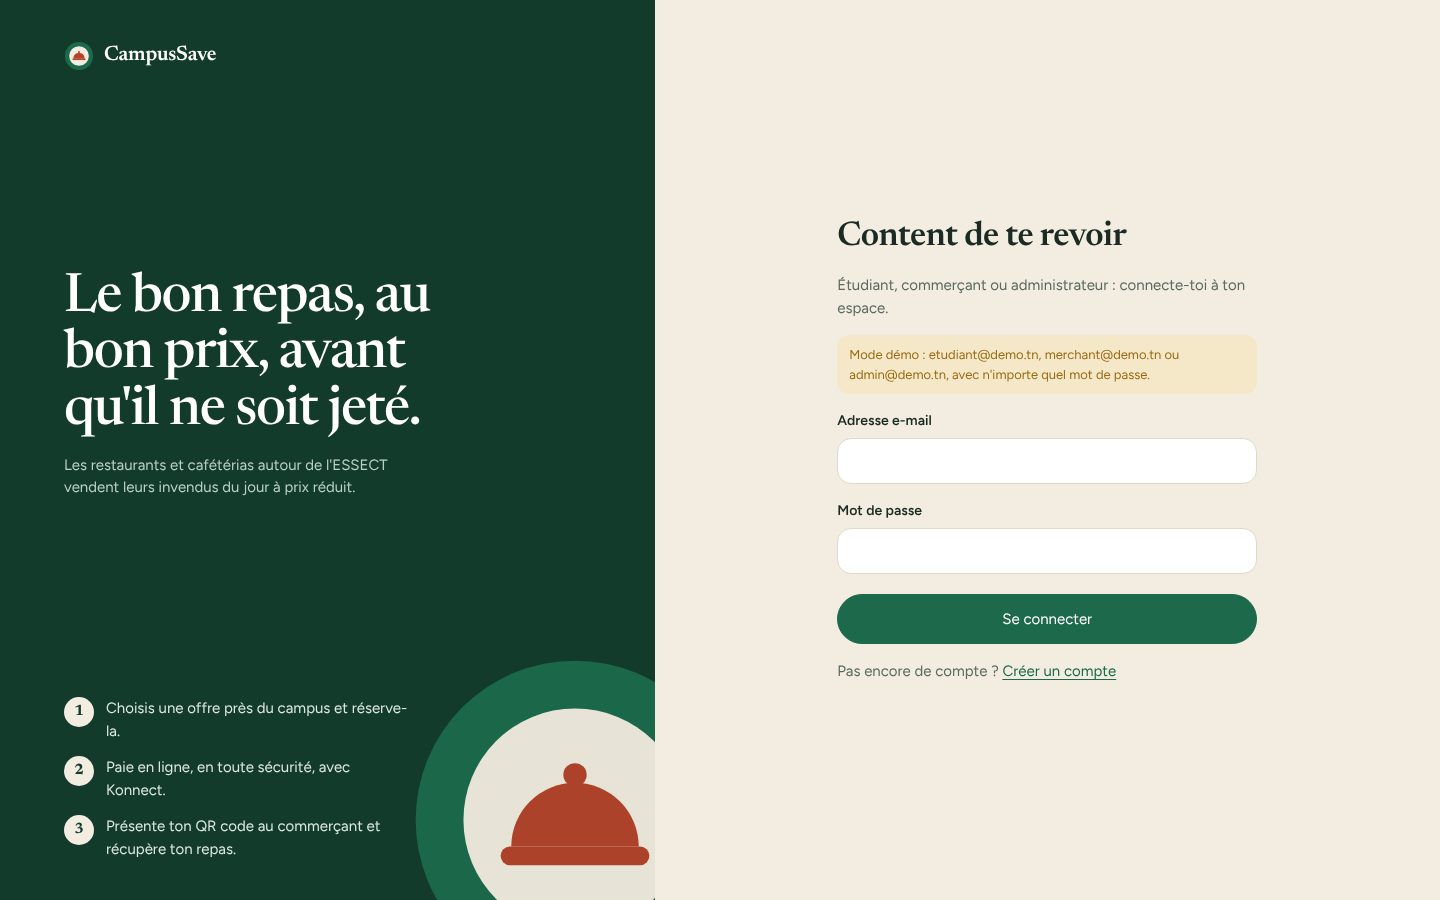 CampusSave
Le bon repas, au
bon prix, avant
qu'il ne soit jeté.
Les restaurants et cafétérias autour de l'ESSECT
vendent leurs invendus du jour à prix réduit.
1 Choisis une offre près du campus et réserve-
la.
2 Paie en ligne, en toute sécurité, avec
Konnect.
3 Présente ton QR code au commerçant et
récupère ton repas.
Content de te revoir
Étudiant, commerçant ou administrateur : connecte-toi à ton
espace.
Mode démo : etudiant@demo.tn, merchant@demo.tn ou
admin@demo.tn, avec n'importe quel mot de passe.
Adresse e-mail
Mot de passe
Se connecter
Pas encore de compte ? Créer un compte